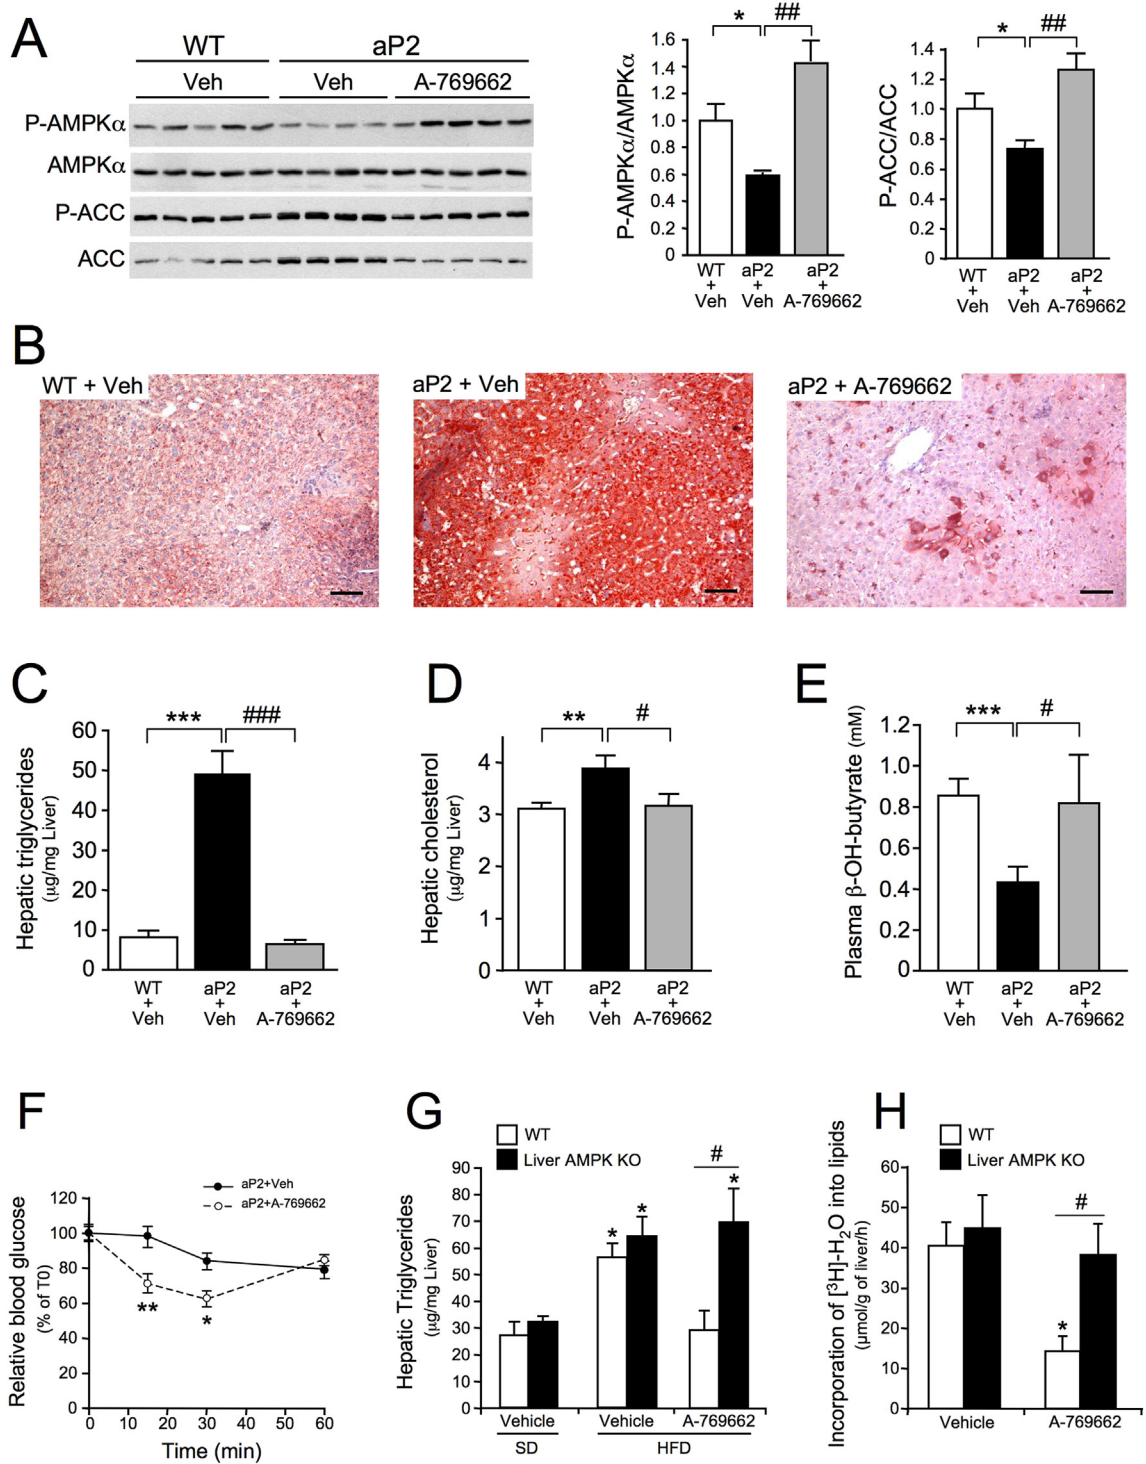 A
WT
aP2
Veh
Veh
A-769662
P-AMPKα
AMPKα
P-ACC
ACC
P-AMPKα/AMPKα
1.6
1.4
1.2
1.0
0.8
0.6
0.4
0.2
0
*
##
WT + Veh
aP2 + Veh
aP2 + A-769662
P-ACC/ACC
1.4
1.2
1.0
0.8
0.6
0.4
0.2
0
*
##
WT + Veh
aP2 + Veh
aP2 + A-769662
B
WT + Veh
aP2 + Veh
aP2 + A-769662
C
Hepatic triglycerides
(μg/mg Liver)
60
50
40
30
20
10
0
***
###
WT + Veh
aP2 + Veh
aP2 + A-769662
D
Hepatic cholesterol
(μg/mg Liver)
4
3
2
1
0
**
#
WT + Veh
aP2 + Veh
aP2 + A-769662
E
Plasma β-OH-butyrate (mM)
1.2
0.8
0.6
0.4
0.2
0
***
#
WT + Veh
aP2 + Veh
aP2 + A-769662
F
Relative blood glucose
(% of T0)
aP2+Veh
aP2+A-769662
120
100
80
60
40
20
0
**
*
0 10 20 30 40 50 60
Time (min)
G
WT
Liver AMPK KO
Hepatic Triglycerides
(μg/mg Liver)
90
80
70
60
50
40
30
20
10
0
*
*
#
*
Vehicle
Vehicle
A-769662
SD
HFD
H
WT
Liver AMPK KO
Incorporation of [³H]-H₂O into lipids
(μmol/g of liver/h)
60
50
40
30
20
10
0
#
*
Vehicle
A-769662